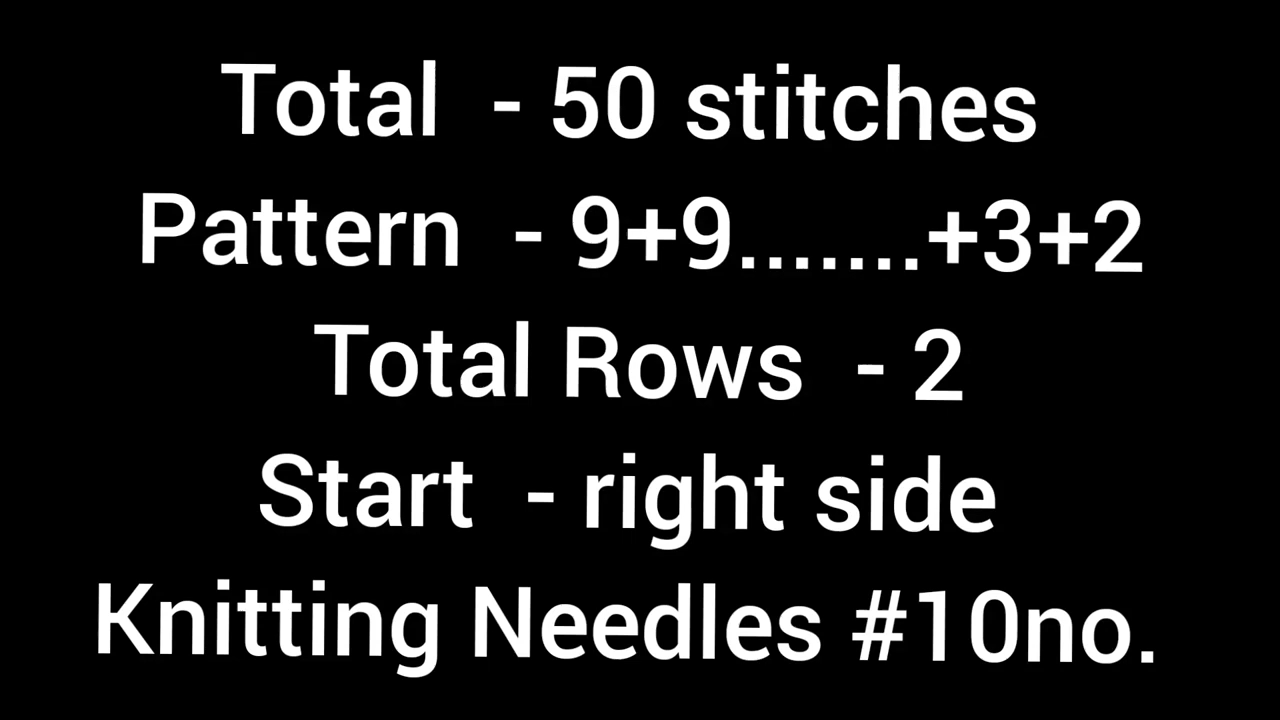 Total - 50 stitches
Pattern - 9+9.......+3+2
Total Rows - 2
Start - right side
Knitting Needles #10no.